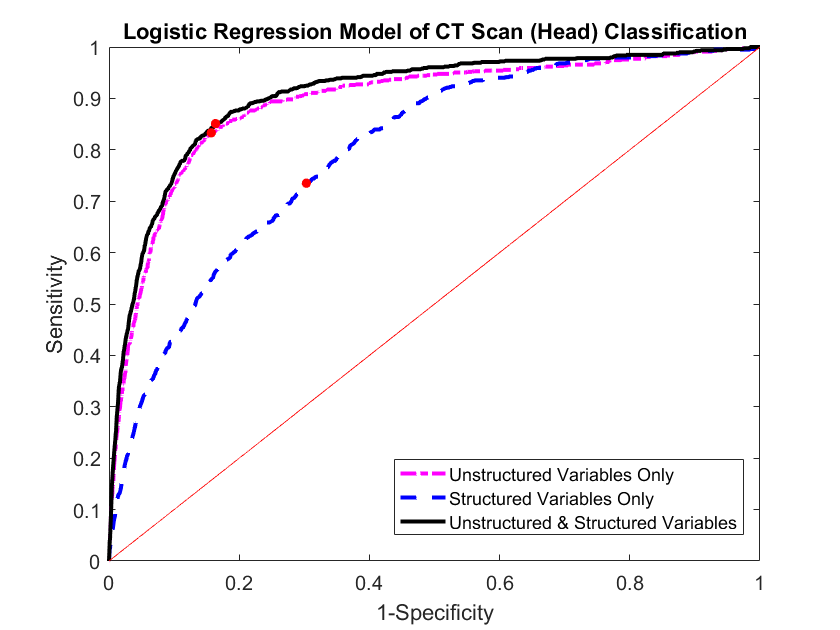 Logistic Regression Model of CT Scan (Head) Classification
1
0.9
0.8
0.7
0.6
0.5
0.4
0.3
0.2
0.1
0
Sensitivity
Unstructured Variables Only
Structured Variables Only
Unstructured & Structured Variables
0 0.2 0.4 0.6 0.8 1
1-Specificity